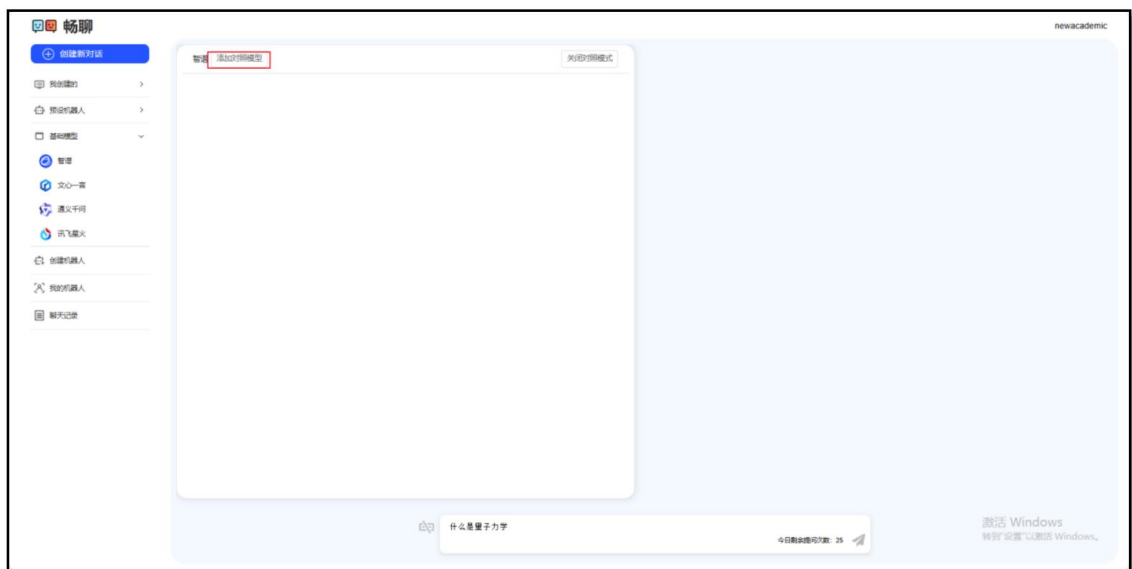 畅聊
newacademic
创建新对话
智谱 添加对照模型 关闭对照模式
我创建的
预设机器人
基础模型
智谱
文心一言
通义千问
讯飞星火
创建机器人
我的机器人
聊天记录
什么是量子力学
今日剩余提问次数: 25
激活 Windows
转到"设置"以激活 Windows。